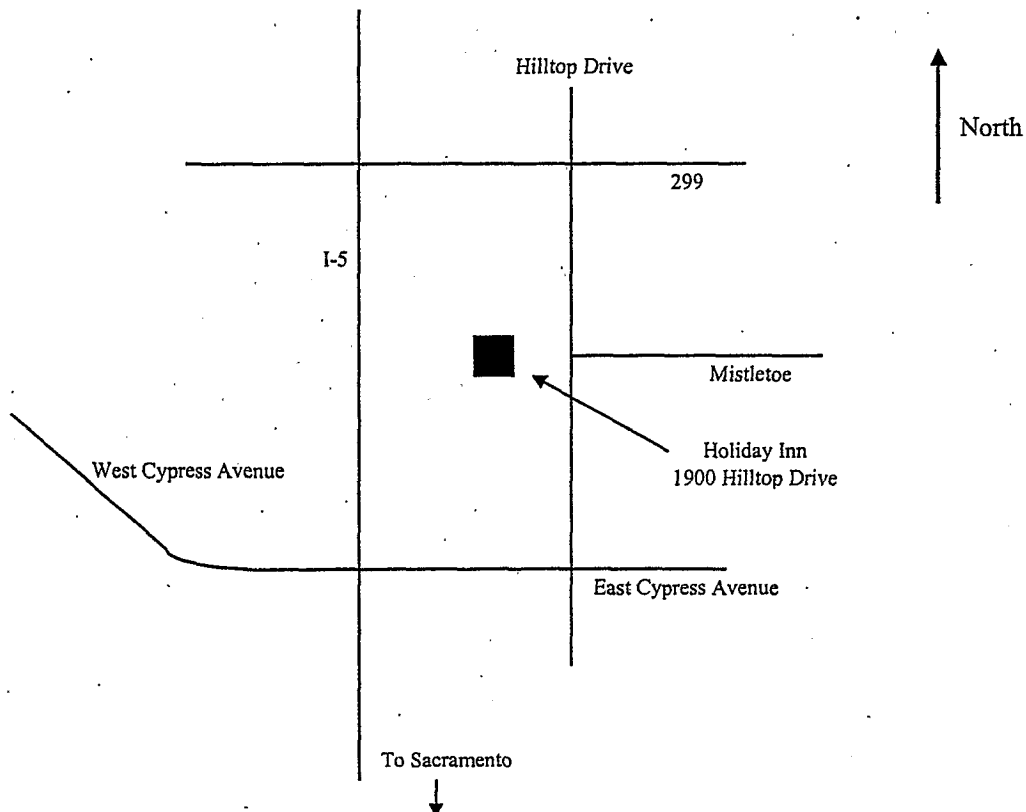 Hilltop Drive
North
299
I-5
Mistletoe
Holiday Inn
1900 Hilltop Drive
West Cypress Avenue
East Cypress Avenue
To Sacramento